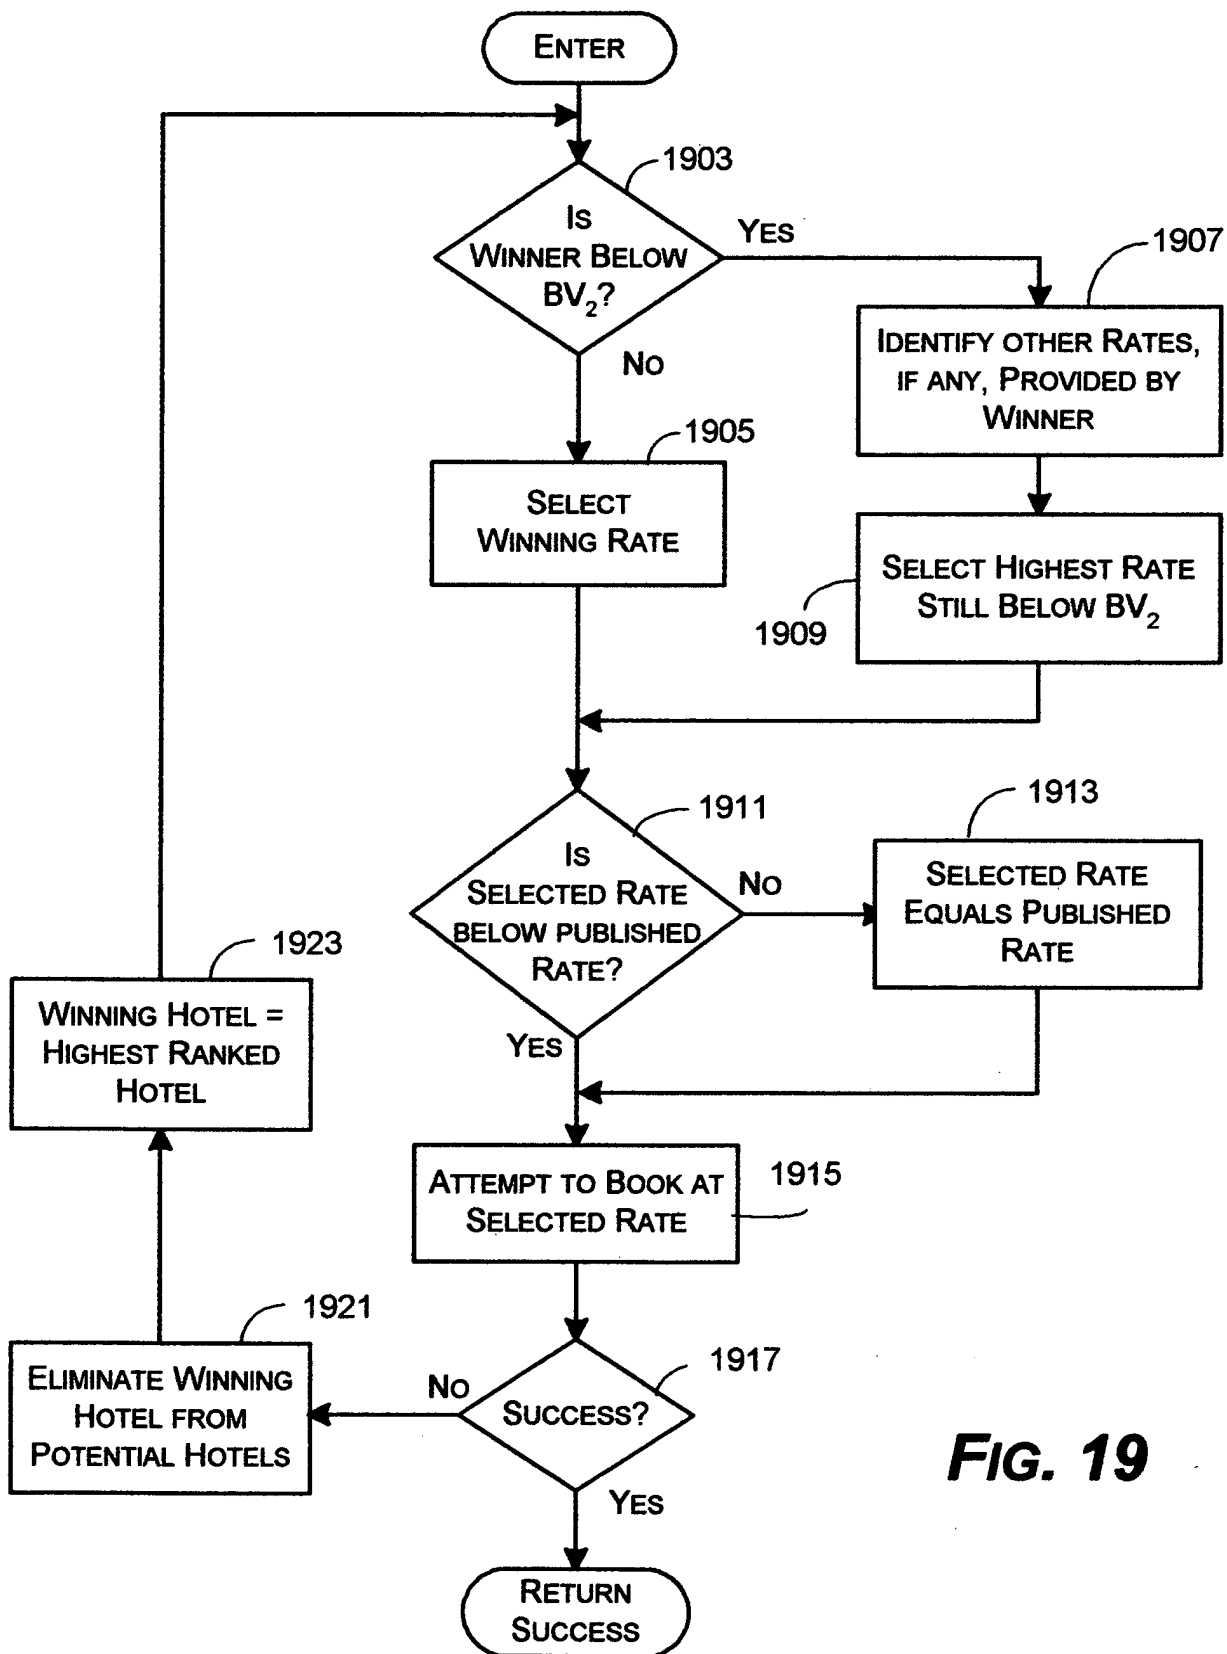 ENTER
1903
IS
WINNER BELOW
BV₂?
YES
NO
1907
IDENTIFY OTHER RATES,
IF ANY, PROVIDED BY
WINNER
1905
SELECT
WINNING RATE
SELECT HIGHEST RATE
STILL BELOW BV₂
1909
1911
IS
SELECTED RATE
BELOW PUBLISHED
RATE?
NO
YES
1913
SELECTED RATE
EQUALS PUBLISHED
RATE
1923
WINNING HOTEL =
HIGHEST RANKED
HOTEL
ATTEMPT TO BOOK AT
SELECTED RATE
1915
1921
ELIMINATE WINNING
HOTEL FROM
POTENTIAL HOTELS
NO
1917
SUCCESS?
YES
RETURN
SUCCESS
FIG. 19